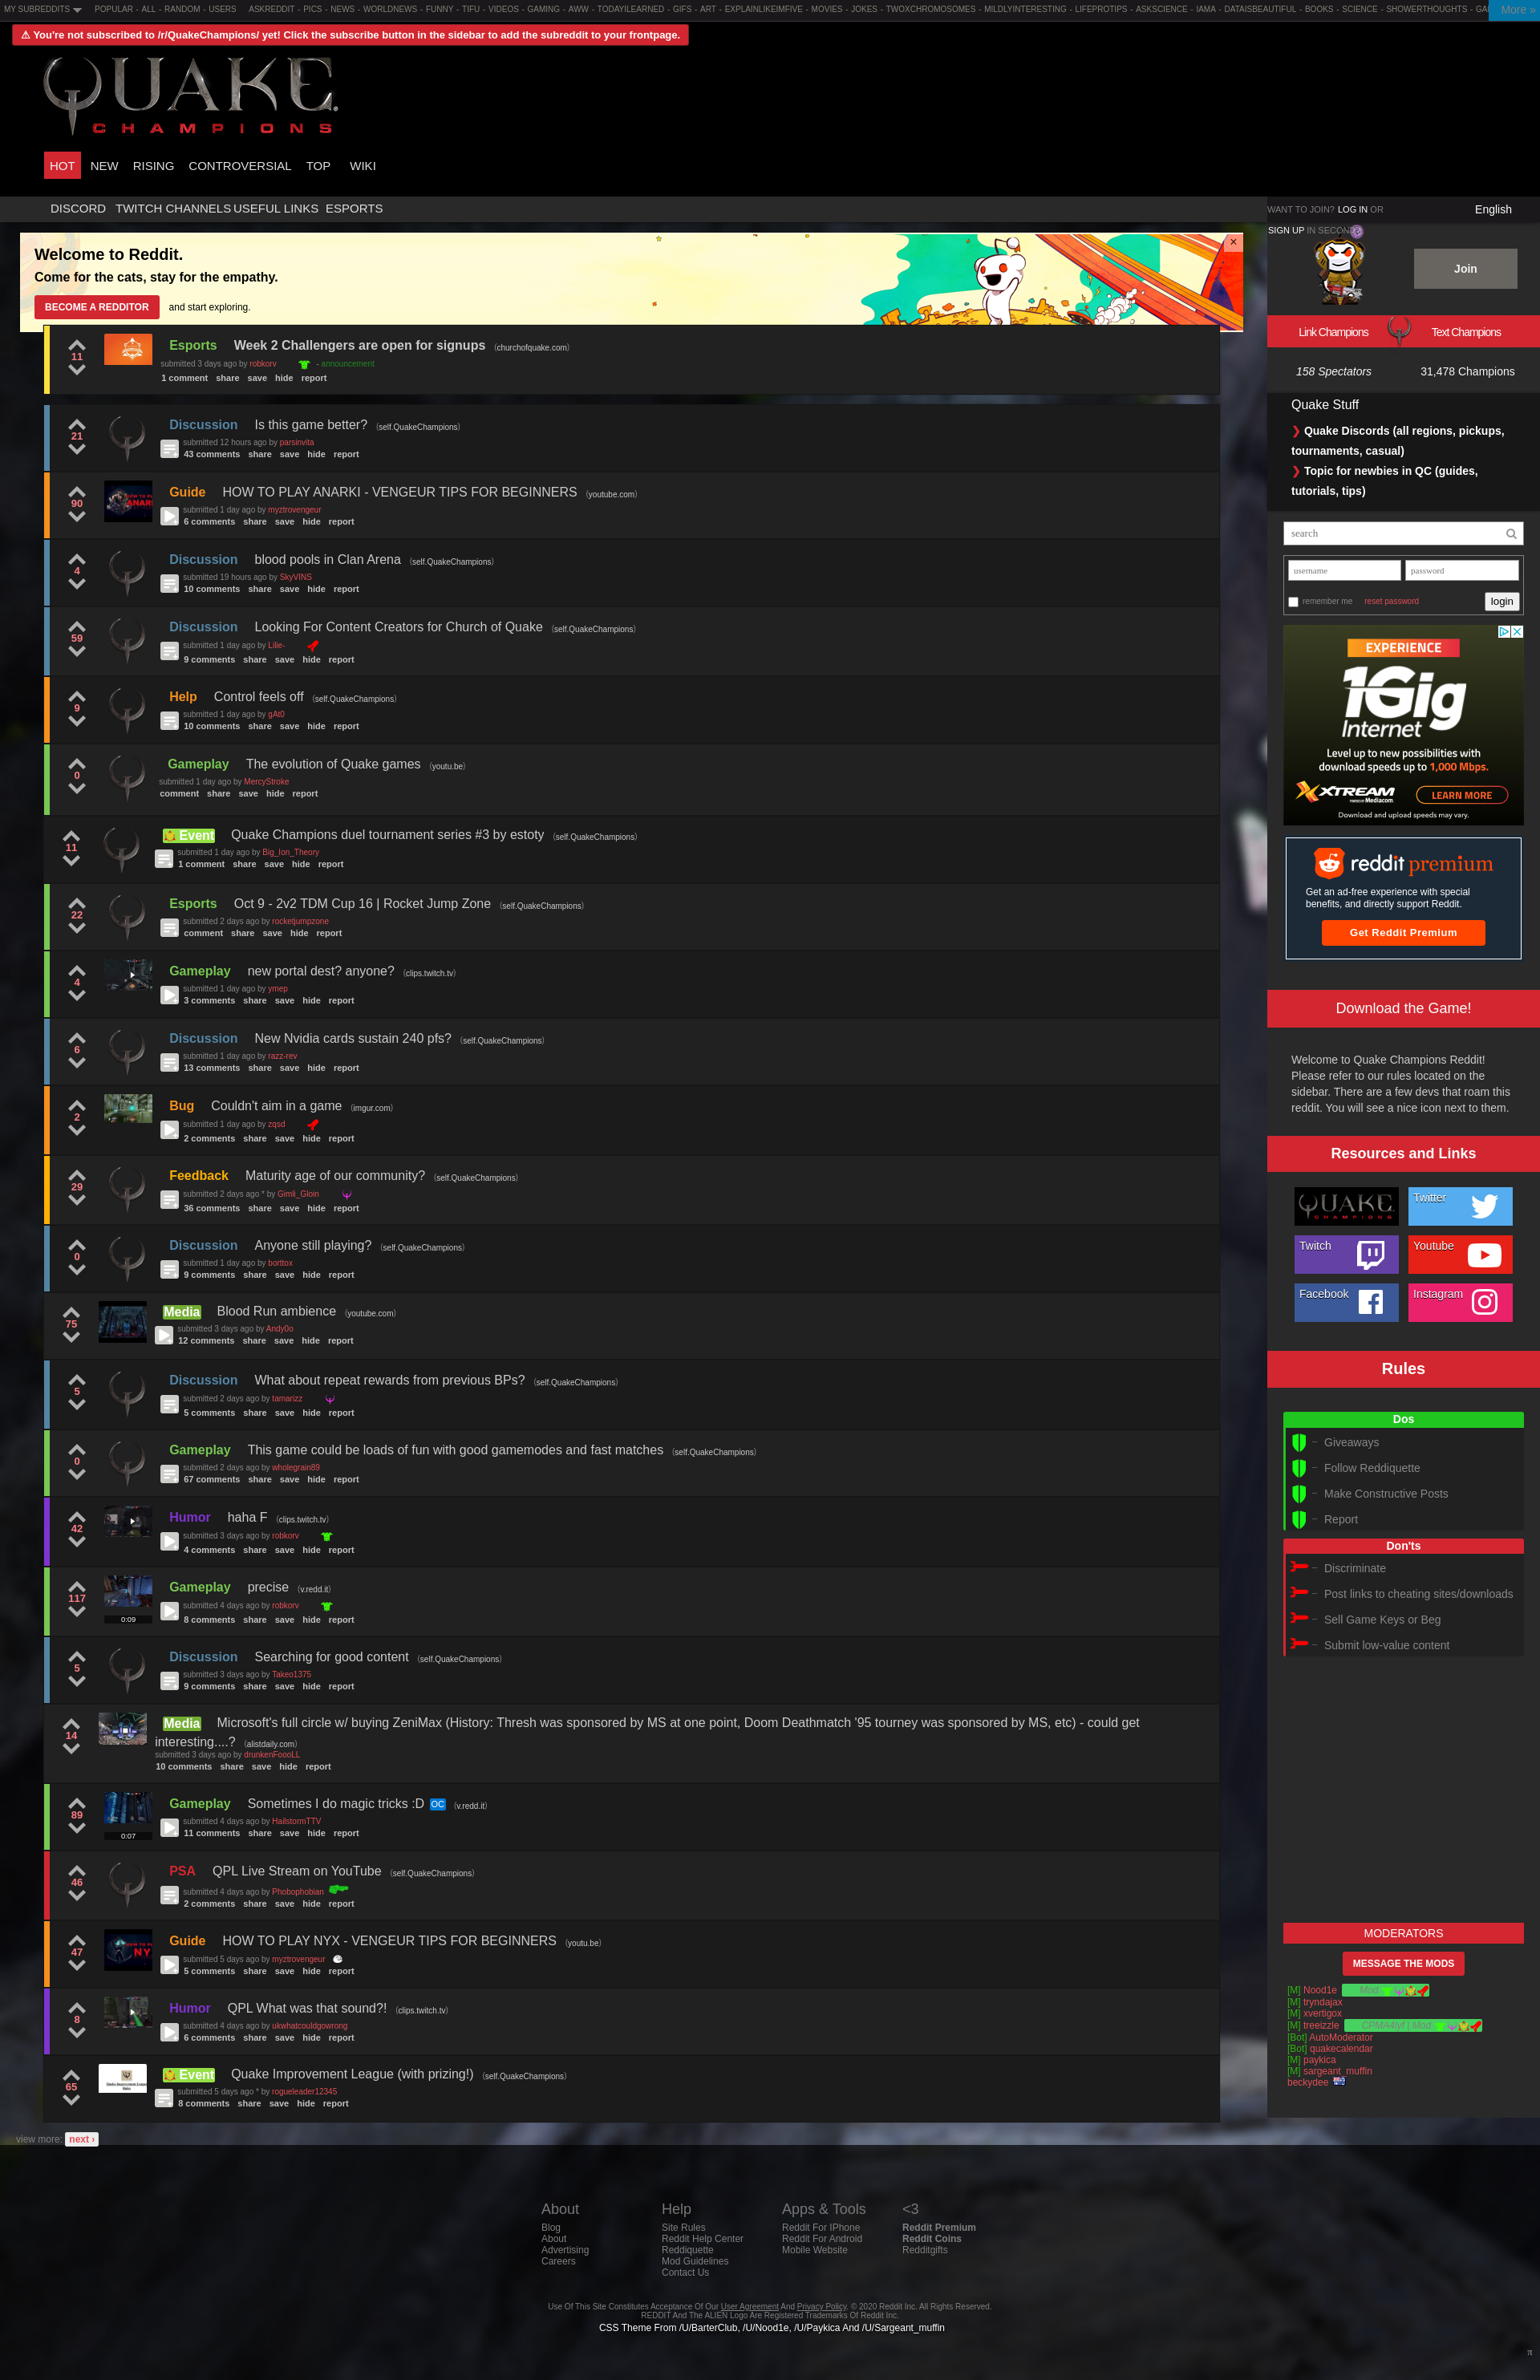 MY SUBREDDITS POPULAR - ALL - RANDOM - USERS ASKREDDIT - PICS - NEWS - WORLDNEWS - FUNNY - TIFU - VIDEOS - GAMING - AWW - TODAYILEARNED - GIFS - ART - EXPLAINLIKEIMFIVE - MOVIES - JOKES - TWOXCHROMOSOMES - MILDLYINTERESTING - LIFEPROTIPS - ASKSCIENCE - IAMA - DATAISBEAUTIFUL - BOOKS - SCIENCE - SHOWERTHOUGHTS - More »
⚠ You're not subscribed to /r/QuakeChampions/ yet! Click the subscribe button in the sidebar to add the subreddit to your frontpage.
QUAKE
CHAMPIONS
HOT NEW RISING CONTROVERSIAL TOP WIKI
DISCORD TWITCH CHANNELS USEFUL LINKS ESPORTS
Welcome to Reddit.
Come for the cats, stay for the empathy.
BECOME A REDDITOR and start exploring.
×
11
Esports Week 2 Challengers are open for signups (churchofquake.com)
submitted 3 days ago by robkorv - announcement
1 comment share save hide report
21
Discussion Is this game better? (self.QuakeChampions)
submitted 12 hours ago by parsinvita
43 comments share save hide report
90
Guide HOW TO PLAY ANARKI - VENGEUR TIPS FOR BEGINNERS (youtube.com)
submitted 1 day ago by myztrovengeur
6 comments share save hide report
4
Discussion blood pools in Clan Arena (self.QuakeChampions)
submitted 19 hours ago by SkyVINS
10 comments share save hide report
59
Discussion Looking For Content Creators for Church of Quake (self.QuakeChampions)
submitted 1 day ago by Lilie-
9 comments share save hide report
9
Help Control feels off (self.QuakeChampions)
submitted 1 day ago by gAt0
10 comments share save hide report
0
Gameplay The evolution of Quake games (youtu.be)
submitted 1 day ago by MercyStroke
comment share save hide report
11
Event Quake Champions duel tournament series #3 by estoty (self.QuakeChampions)
submitted 1 day ago by Big_Ion_Theory
1 comment share save hide report
22
Esports Oct 9 - 2v2 TDM Cup 16 | Rocket Jump Zone (self.QuakeChampions)
submitted 2 days ago by rocketjumpzone
comment share save hide report
4
Gameplay new portal dest? anyone? (clips.twitch.tv)
submitted 1 day ago by ymep
3 comments share save hide report
6
Discussion New Nvidia cards sustain 240 pfs? (self.QuakeChampions)
submitted 1 day ago by razz-rev
13 comments share save hide report
2
Bug Couldn't aim in a game (imgur.com)
submitted 1 day ago by zqsd
2 comments share save hide report
29
Feedback Maturity age of our community? (self.QuakeChampions)
submitted 2 days ago * by Gimli_Gloin
36 comments share save hide report
0
Discussion Anyone still playing? (self.QuakeChampions)
submitted 1 day ago by borttox
9 comments share save hide report
75
Media Blood Run ambience (youtube.com)
submitted 3 days ago by Andy0o
12 comments share save hide report
5
Discussion What about repeat rewards from previous BPs? (self.QuakeChampions)
submitted 2 days ago by tamarizz
5 comments share save hide report
0
Gameplay This game could be loads of fun with good gamemodes and fast matches (self.QuakeChampions)
submitted 2 days ago by wholegrain89
67 comments share save hide report
42
Humor haha F (clips.twitch.tv)
submitted 3 days ago by robkorv
4 comments share save hide report
117
0:09
Gameplay precise (v.redd.it)
submitted 4 days ago by robkorv
8 comments share save hide report
5
Discussion Searching for good content (self.QuakeChampions)
submitted 3 days ago by Takeo1375
9 comments share save hide report
14
Media Microsoft's full circle w/ buying ZeniMax (History: Thresh was sponsored by MS at one point, Doom Deathmatch '95 tourney was sponsored by MS, etc) - could get
interesting....? (alistdaily.com)
submitted 3 days ago by drunkenFoooLL
10 comments share save hide report
89
0:07
Gameplay Sometimes I do magic tricks :D OC (v.redd.it)
submitted 4 days ago by HailstormTTV
11 comments share save hide report
46
PSA QPL Live Stream on YouTube (self.QuakeChampions)
submitted 4 days ago by Phobophobian
2 comments share save hide report
47
Guide HOW TO PLAY NYX - VENGEUR TIPS FOR BEGINNERS (youtu.be)
submitted 5 days ago by myztrovengeur
5 comments share save hide report
8
Humor QPL What was that sound?! (clips.twitch.tv)
submitted 4 days ago by ukwhatcouldgowrong
6 comments share save hide report
65
Event Quake Improvement League (with prizing!) (self.QuakeChampions)
submitted 5 days ago * by rogueleader12345
8 comments share save hide report
view more: next ›
WANT TO JOIN? LOG IN OR
SIGN UP IN SECONDS
English
Join
Link Champions Text Champions
158 Spectators 31,478 Champions
Quake Stuff
❯ Quake Discords (all regions, pickups,
tournaments, casual)
❯ Topic for newbies in QC (guides,
tutorials, tips)
search
username password
remember me reset password login
EXPERIENCE
1Gig
Internet
Level up to new possibilities with
download speeds up to 1,000 Mbps.
XTREAM
POWERED BY Mediacom
LEARN MORE
Download and upload speeds may vary.
reddit premium
Get an ad-free experience with special
benefits, and directly support Reddit.
Get Reddit Premium
Download the Game!
Welcome to Quake Champions Reddit!
Please refer to our rules located on the
sidebar. There are a few devs that roam this
reddit. You will see a nice icon next to them.
Resources and Links
QUAKE CHAMPIONS Twitter
Twitch Youtube
Facebook Instagram
Rules
Dos
– Giveaways
– Follow Reddiquette
– Make Constructive Posts
– Report
Don'ts
– Discriminate
– Post links to cheating sites/downloads
– Sell Game Keys or Beg
– Submit low-value content
MODERATORS
MESSAGE THE MODS
[M] Nood1e Mod
[M] tryndajax
[M] xvertigox
[M] treeizzle CPMA4lyf | Mod
[Bot] AutoModerator
[Bot] quakecalendar
[M] paykica
[M] sargeant_muffin
beckydee
About
Blog
About
Advertising
Careers
Help
Site Rules
Reddit Help Center
Reddiquette
Mod Guidelines
Contact Us
Apps & Tools
Reddit For IPhone
Reddit For Android
Mobile Website
<3
Reddit Premium
Reddit Coins
Redditgifts
Use Of This Site Constitutes Acceptance Of Our User Agreement And Privacy Policy. © 2020 Reddit Inc. All Rights Reserved.
REDDIT And The ALIEN Logo Are Registered Trademarks Of Reddit Inc.
CSS Theme From /U/BarterClub, /U/Nood1e, /U/Paykica And /U/Sargeant_muffin
π